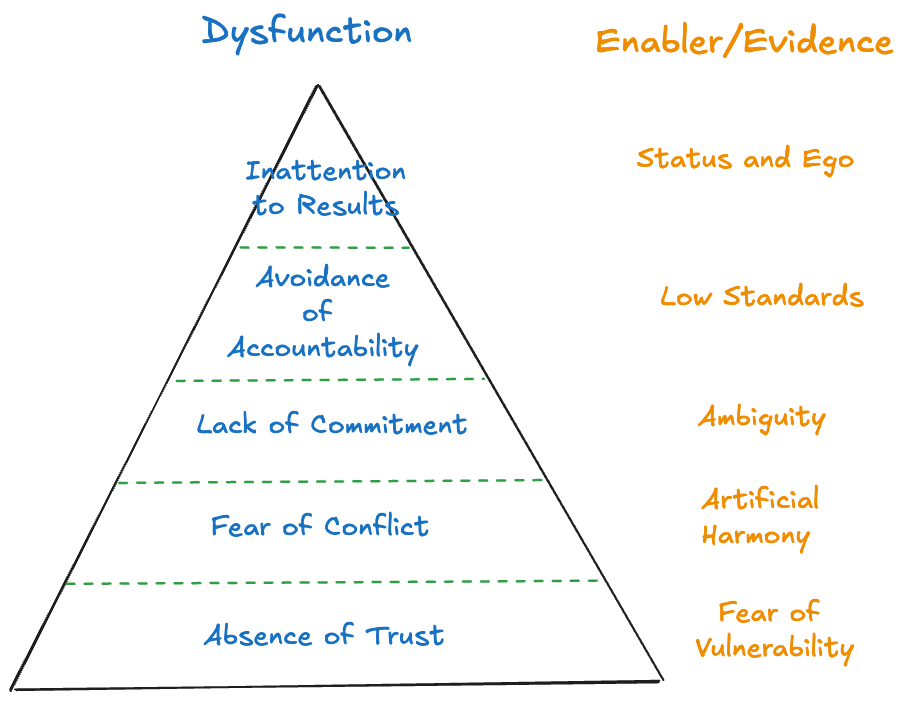 Dysfunction
Enabler/Evidence
Inattention
to Results
Status and Ego
Avoidance
of
Accountability
Low Standards
Lack of Commitment
Ambiguity
Fear of Conflict
Artificial
Harmony
Absence of Trust
Fear of
Vulnerability